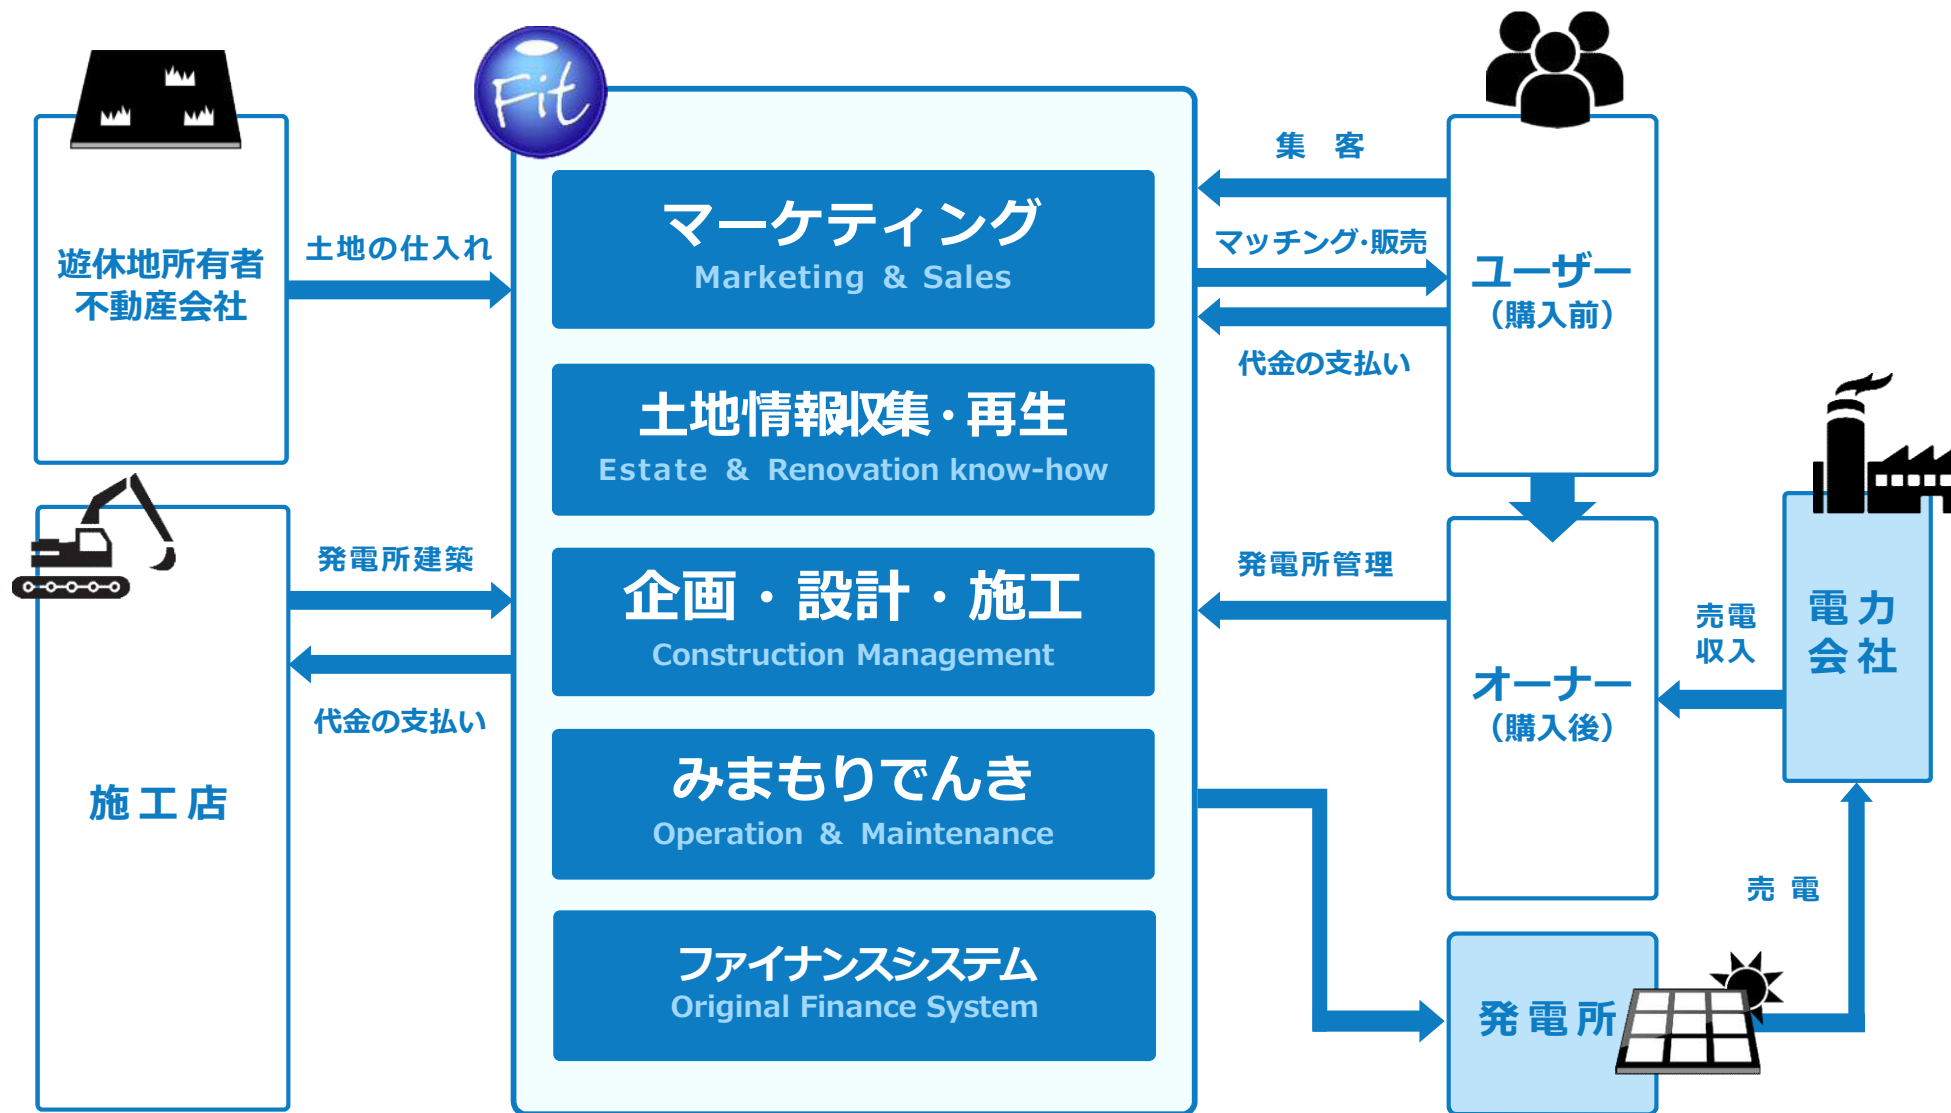 遊休地所有者
不動産会社
土地の仕入れ
施工店
発電所建築
代金の支払い
Fit
マーケティング
Marketing & Sales
土地情報収集・再生
Estate & Renovation know-how
企画・設計・施工
Construction Management
みまもりでんき
Operation & Maintenance
ファイナンスシステム
Original Finance System
集 客
マッチング・販売
代金の支払い
ユーザー
（購入前）
発電所管理
オーナー
（購入後）
売電
収入
電力
会社
売 電
発電所